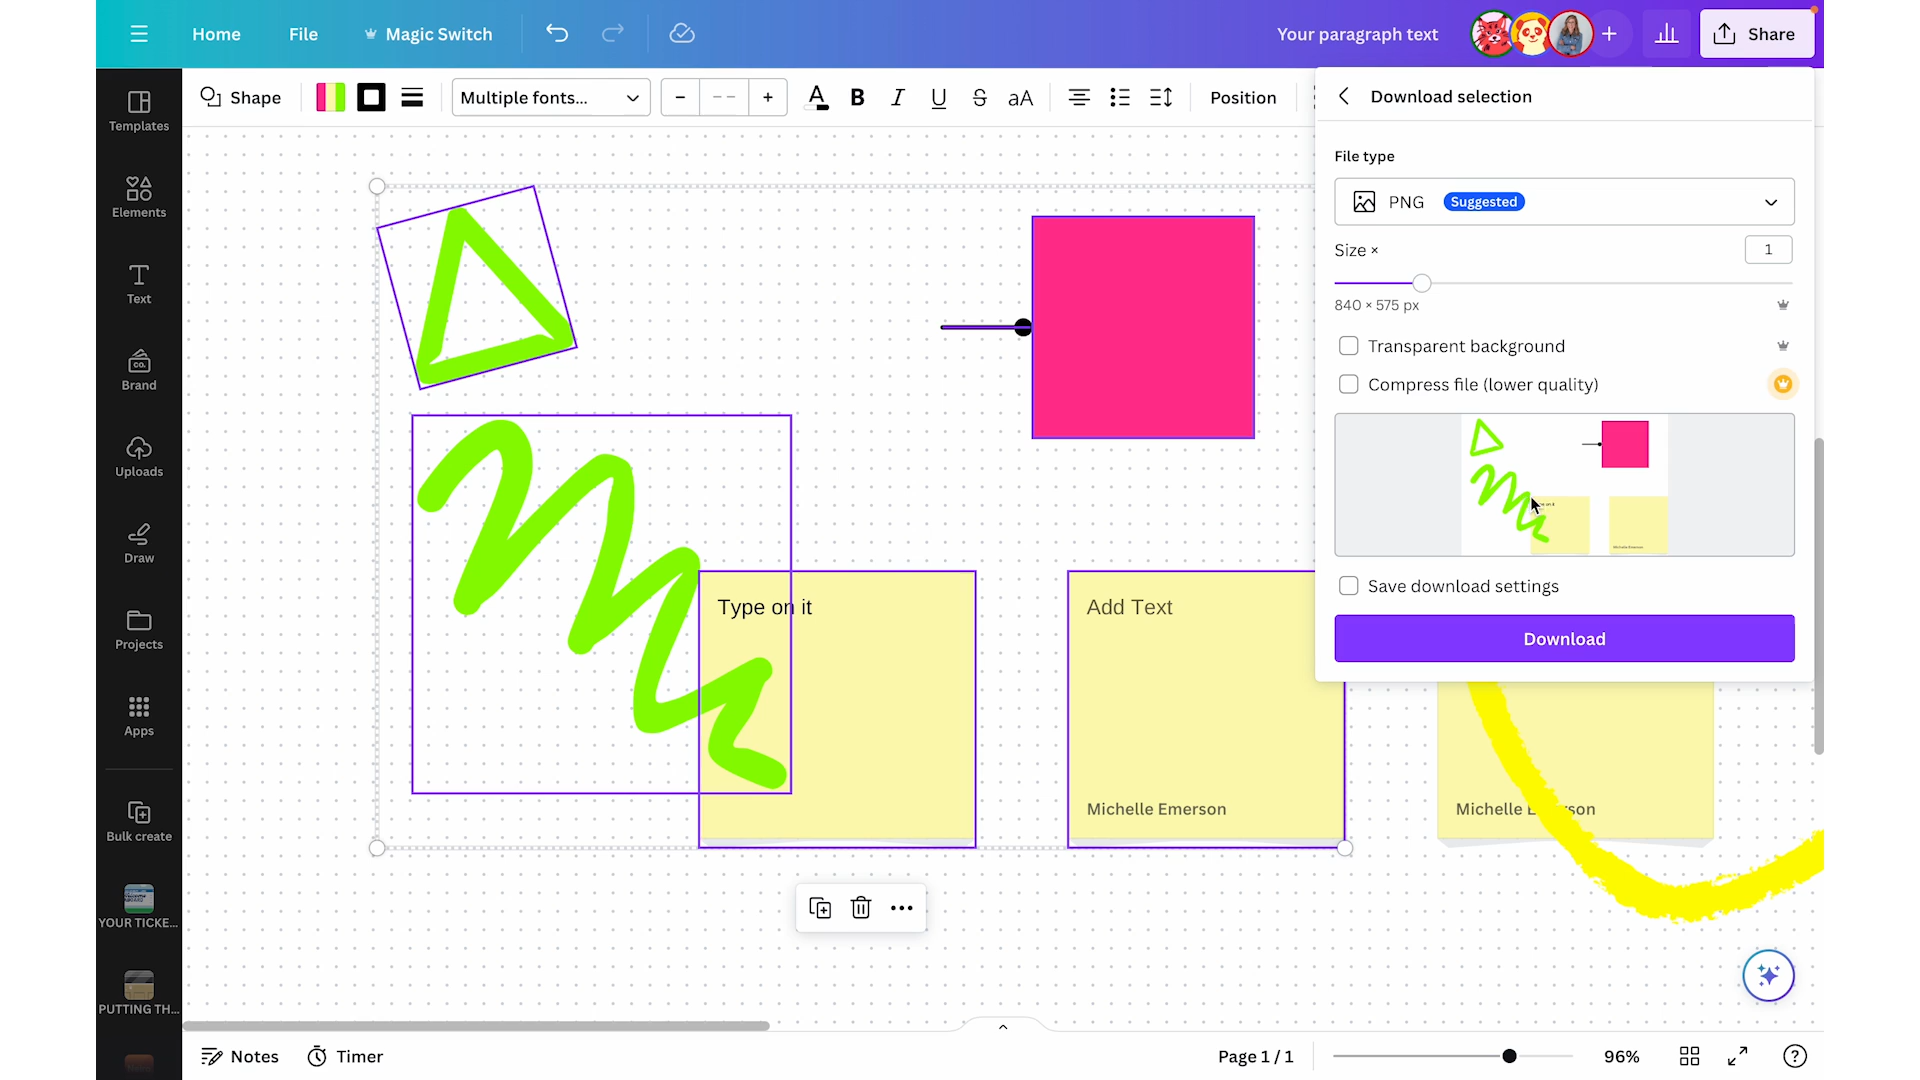 Home
File
Magic Switch
Your paragraph text
Share
Templates
Elements
Text
Brand
CO.
Uploads
Draw
Projects
Apps
Bulk create
YOUR TICKE...
PUTTING TH...
Shape
Multiple fonts...
– – – +
A B I U S aA
Position
Download selection
File type
PNG Suggested
Size ×
1
840 × 575 px
Transparent background
Compress file (lower quality)
Save download settings
Download
Type on it
Add Text
Michelle Emerson
Michelle Emerson
Notes
Timer
Page 1 / 1
96%
?